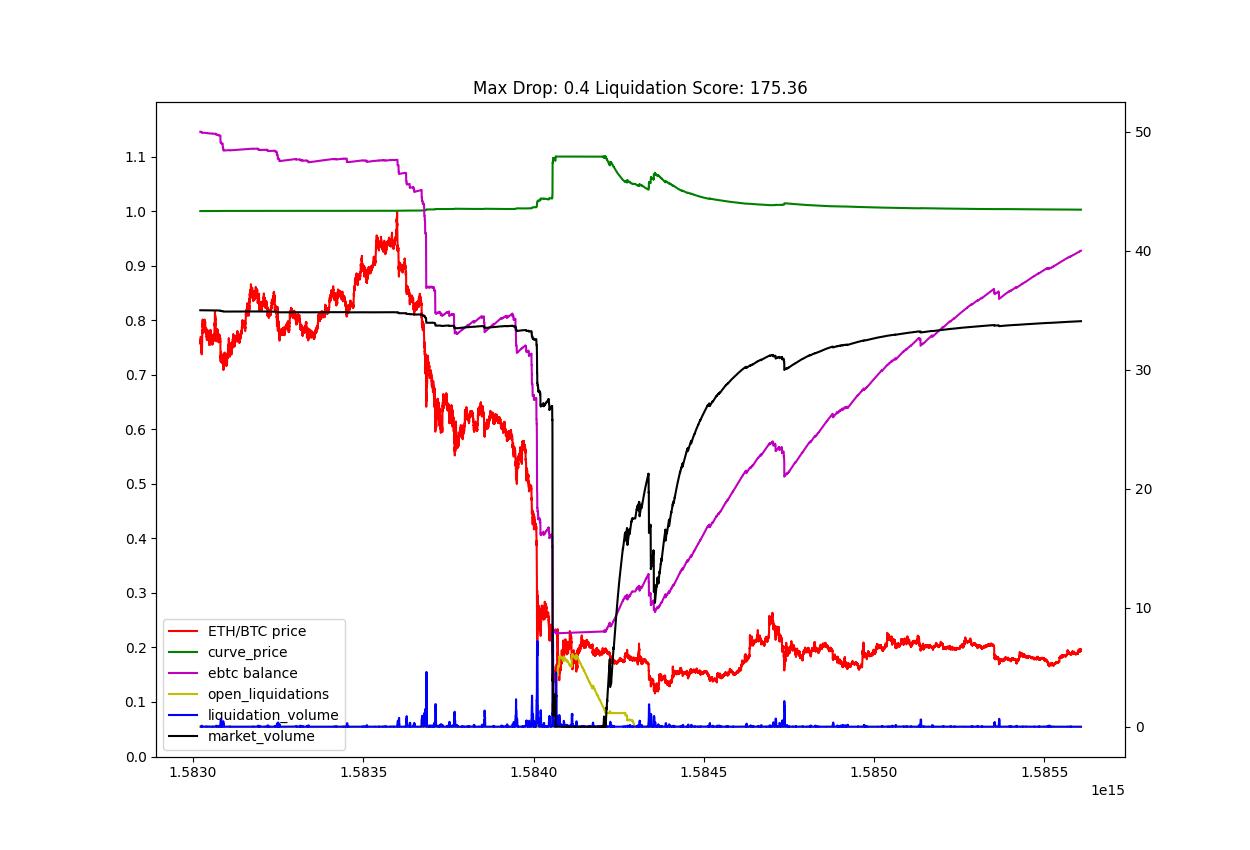 Max Drop: 0.4 Liquidation Score: 175.36
1.1
1.0
0.9
0.8
0.7
0.6
0.5
0.4
0.3
0.2
0.1
0.0
50
40
30
20
10
0
ETH/BTC price
curve_price
ebtc balance
open_liquidations
liquidation_volume
market_volume
1.5830 1.5835 1.5840 1.5845 1.5850 1.5855
1e15